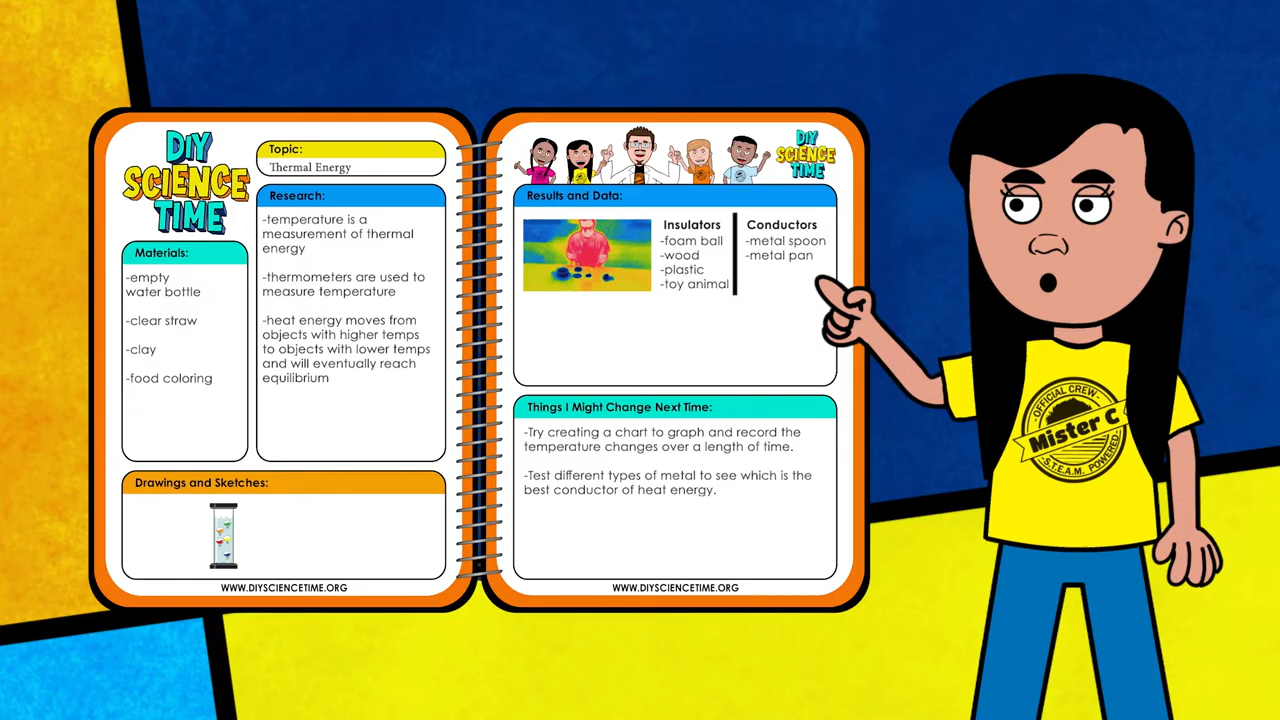 DIY
SCIENCE
TIME
Topic:
Thermal Energy
Materials:
-empty
water bottle
-clear straw
-clay
-food coloring
Research:
-temperature is a
measurement of thermal
energy
-thermometers are used to
measure temperature
-heat energy moves from
objects with higher temps
to objects with lower temps
and will eventually reach
equilibrium
Drawings and Sketches:
WWW.DIYSCIENCETIME.ORG
DIY
SCIENCE
TIME
Results and Data:
Insulators
-foam ball
-wood
-plastic
-toy animal
Conductors
-metal spoon
-metal pan
Things I Might Change Next Time:
-Try creating a chart to graph and record the
temperature changes over a length of time.
-Test different types of metal to see which is the
best conductor of heat energy.
WWW.DIYSCIENCETIME.ORG
OFFICIAL CREW
Mister C
S.T.E.A.M. POWERED